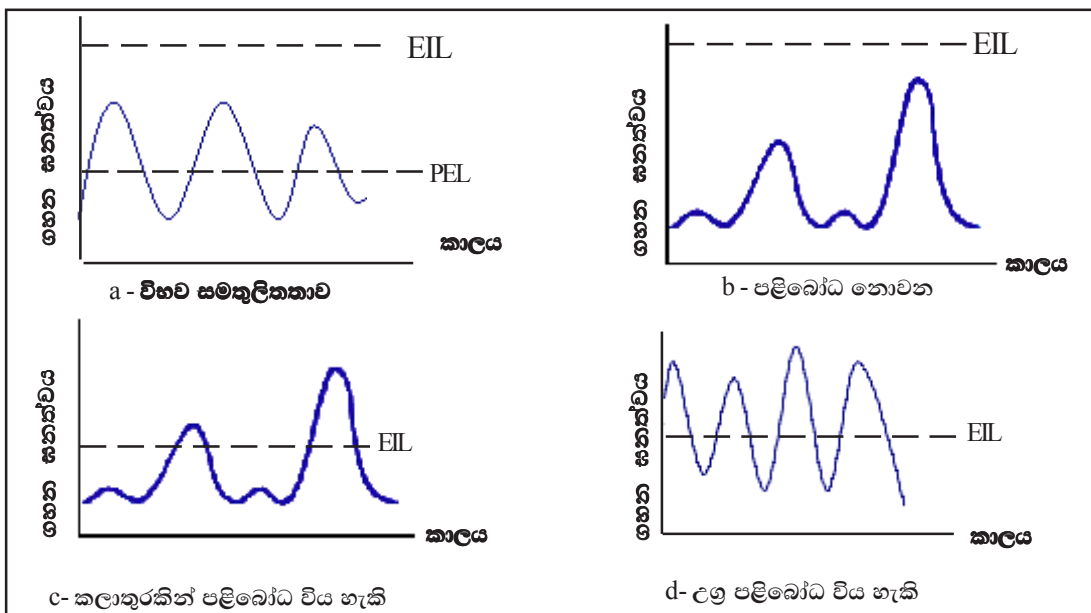 EIL
ගහන ඝනත්වය
PEL
කාලය
a - විභව සමතුලිතතාව
EIL
ගහන ඝනත්වය
කාලය
b - පළිබෝධ නොවන
ගහන ඝනත්වය
EIL
කාලය
c- කලාතුරකින් පළිබෝධ විය හැකි
ගහන ඝනත්වය
EIL
කාලය
d- උග්‍ර පළිබෝධ විය හැකි